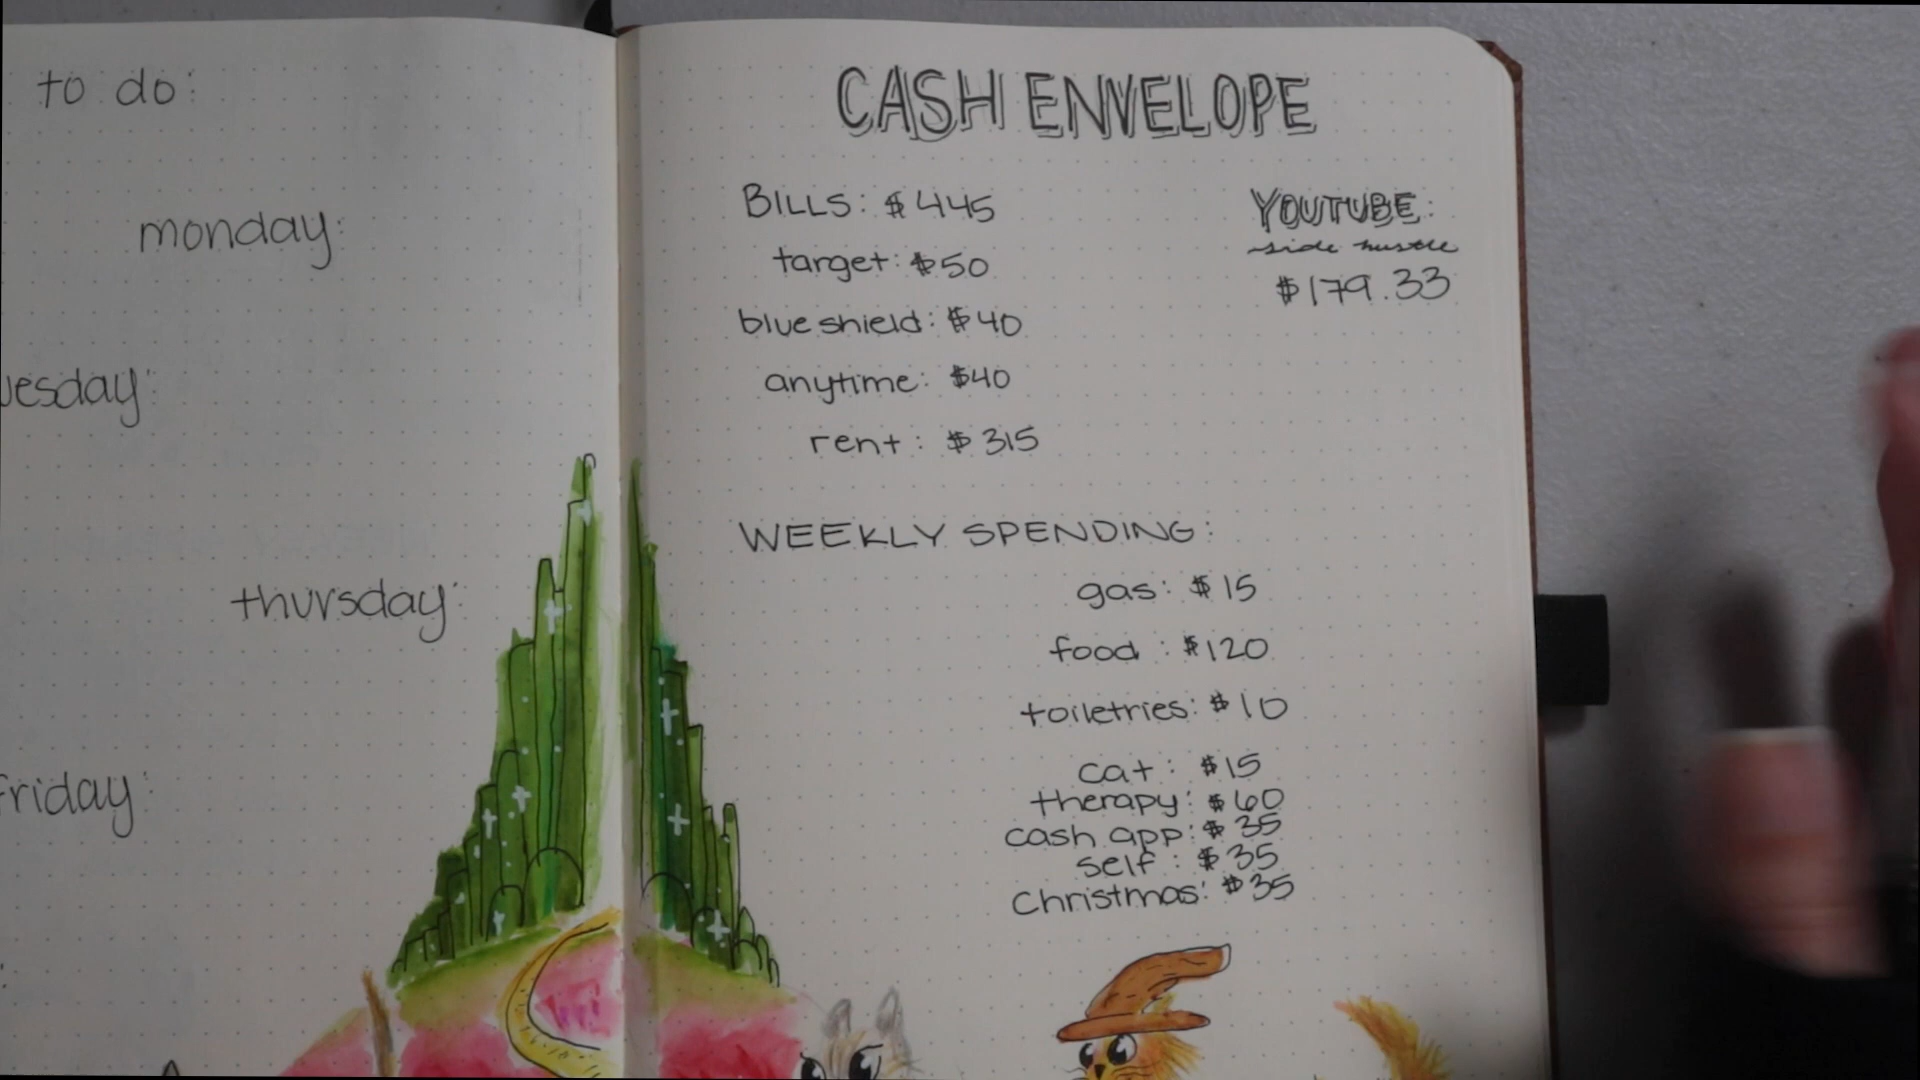 to do:
monday:
uesday:
thursday:
friday:
CASH ENVELOPE
BILLS: $445
target: $50
blue shield: $40
anytime: $40
rent: $315
YOUTUBE:
side hustle
$179.33
WEEKLY SPENDING:
gas: $15
food: $120
toiletries: $10
cat: $15
therapy: $60
cash app: $35
self: $35
Christmas: $35